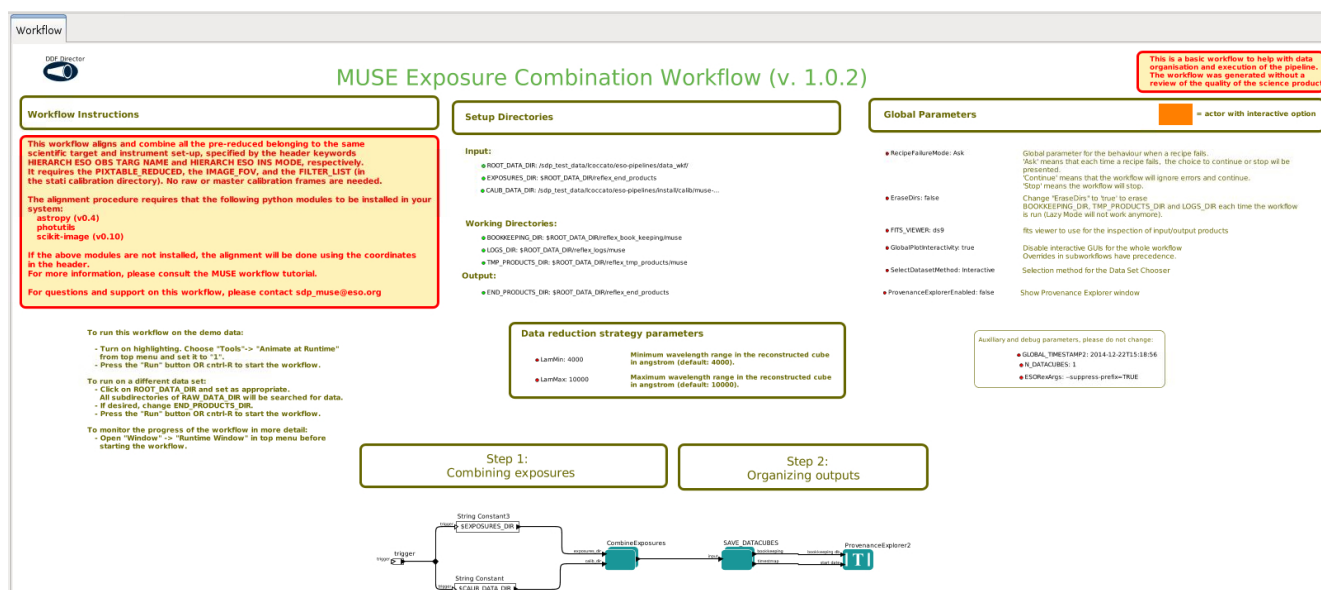 Workflow
DDF Director
MUSE Exposure Combination Workflow (v. 1.0.2)
This is a basic workflow to help with data
organisation and execution of the pipeline.
The workflow was generated without a
review of the quality of the science product
Workflow Instructions
This workflow aligns and combine all the pre-reduced belonging to the same
scientific target and instrument set-up, specified by the header keywords
HIERARCH ESO OBS TARG NAME and HIERARCH ESO INS MODE, respectively.
It requires the PIXTABLE_REDUCED, the IMAGE_FOV, and the FILTER_LIST (in
the stati calibration directory). No raw or master calibration frames are needed.
The alignment procedure requires that the following python modules to be installed in your
system:
astropy (v0.4)
photutils
scikit-image (v0.10)
If the above modules are not installed, the alignment will be done using the coordinates
in the header.
For more information, please consult the MUSE workflow tutorial.
For questions and support on this workflow, please contact sdp_muse@eso.org
To run this workflow on the demo data:
- Turn on highlighting. Choose "Tools"-> "Animate at Runtime"
from top menu and set it to "1".
- Press the "Run" button OR cntrl-R to start the workflow.
To run on a different data set:
- Click on ROOT_DATA_DIR and set as appropriate.
All subdirectories of RAW_DATA_DIR will be searched for data.
- If desired, change END_PRODUCTS_DIR.
- Press the "Run" button OR cntrl-R to start the workflow.
To monitor the progress of the workflow in more detail:
- Open "Window" -> "Runtime Window" in top menu before
starting the workflow.
Setup Directories
Input:
ROOT_DATA_DIR: /sdp_test_data/lcoccato/eso-pipelines/data_wkf/
EXPOSURES_DIR: $ROOT_DATA_DIR/reflex_end_products
CALIB_DATA_DIR: /sdp_test_data/lcoccato/eso-pipelines/install/calib/muse-...
Working Directories:
BOOKKEEPING_DIR: $ROOT_DATA_DIR/reflex_book_keeping/muse
LOGS_DIR: $ROOT_DATA_DIR/reflex_logs/muse
TMP_PRODUCTS_DIR: $ROOT_DATA_DIR/reflex_tmp_products/muse
Output:
END_PRODUCTS_DIR: $ROOT_DATA_DIR/reflex_end_products
Global Parameters
= actor with interactive option
RecipeFailureMode: Ask
Global parameter for the behaviour when a recipe fails.
'Ask' means that each time a recipe fails, the choice to continue or stop wil be
presented.
'Continue' means that the workflow will ignore errors and continue.
'Stop' means the workflow will stop.
EraseDirs: false
Change "EraseDirs" to 'true' to erase
BOOKKEEPING_DIR, TMP_PRODUCTS_DIR and LOGS_DIR each time the workflow
is run (Lazy Mode will not work anymore).
FITS_VIEWER: ds9
fits viewer to use for the inspection of input/output products
GlobalPlotInteractivity: true
Disable interactive GUIs for the whole workflow
Overrides in subworkflows have precedence.
SelectDatasetMethod: Interactive
Selection method for the Data Set Chooser
ProvenanceExplorerEnabled: false
Show Provenance Explorer window
Data reduction strategy parameters
LamMin: 4000
Minimum wavelength range in the reconstructed cube
in angstrom (default: 4000).
LamMax: 10000
Maximum wavelength range in the reconstructed cube
in angstrom (default: 10000).
Auxiliary and debug parameters, please do not change:
GLOBAL_TIMESTAMP2: 2014-12-22T15:18:56
N_DATACUBES: 1
ESORexArgs: --suppress-prefix=TRUE
Step 1:
Combining exposures
Step 2:
Organizing outputs
String Constant3
trigger
$EXPOSURES_DIR
trigger
trigger
String Constant
trigger
$CALIB_DATA_DIR
CombineExposures
exposures_dir
calib_dir
SAVE_DATACUBES
input
bookkeeping
timestamp
ProvenanceExplorer2
bookkeeping db
start date
T